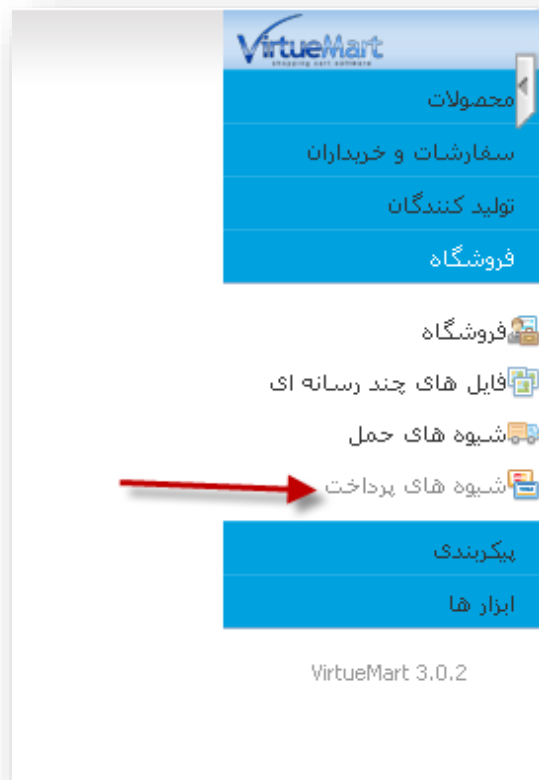 VirtueMart
shopping cart software
محصولات
سفارشات و خریداران
تولید کنندگان
فروشگاه
فروشگاه
فایل های چند رسانه ای
شیوه های حمل
شیوه های پرداخت
پیکربندی
ابزار ها
VirtueMart 3.0.2